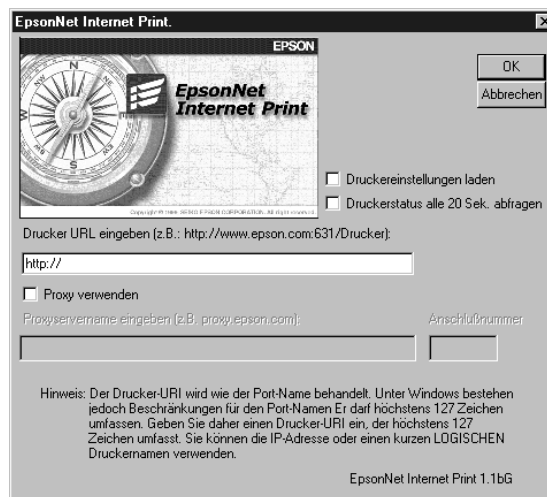 EpsonNet Internet Print.
EPSON
EpsonNet
Internet Print
N
W
S
OK
Abbrechen
Druckereinstellungen laden
Druckerstatus alle 20 Sek. abfragen
Drucker URL eingeben (z.B.: http://www.epson.com:631/Drucker):
http://
Proxy verwenden
Proxyservername eingeben (z.B. proxy.epson.com):
Anschlußnummer
Hinweis: Der Drucker-URI wird wie der Port-Name behandelt. Unter Windows bestehen
jedoch Beschränkungen für den Port-Namen Er darf höchstens 127 Zeichen
umfassen. Geben Sie daher einen Drucker-URI ein, der höchstens 127
Zeichen umfasst. Sie können die IP-Adresse oder einen kurzen LOGISCHEN
Druckernamen verwenden.
EpsonNet Internet Print 1.1bG